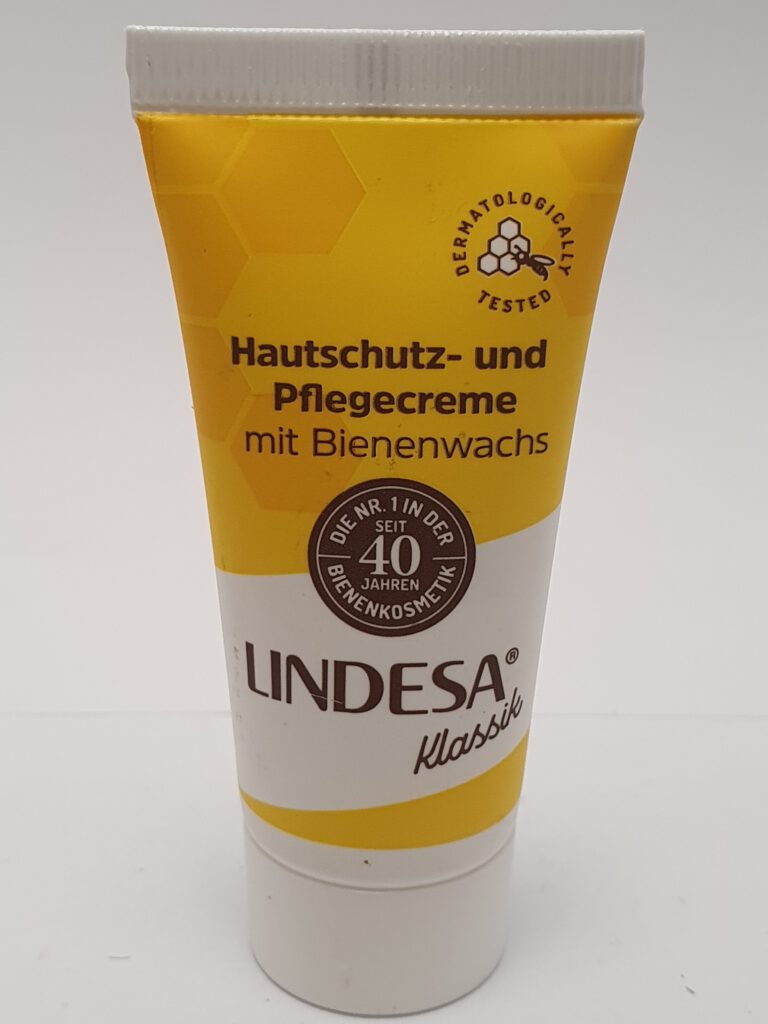 DERMATOLOGICALLY
TESTED
Hautschutz- und
Pflegecreme
mit Bienenwachs
DIE NR. 1 IN DER
SEIT
40
JAHREN
BIENENKOSMETIK
LINDESA®
Klassik